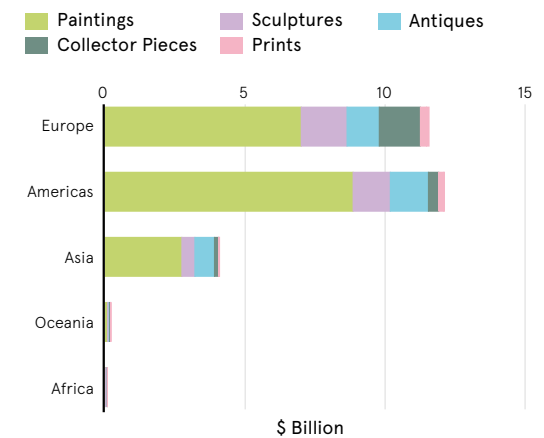 Paintings Sculptures Antiques
Collector Pieces Prints
0 5 10 15
Europe
Americas
Asia
Oceania
Africa
$ Billion